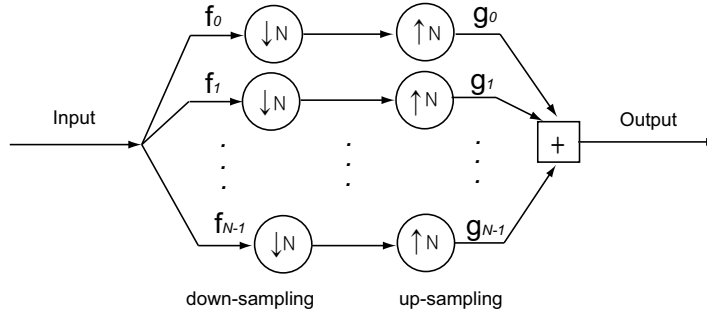 f0 ↓N ↑N g0
f1 ↓N ↑N g1
Input + Output
fN-1 ↓N ↑N gN-1
down-sampling up-sampling